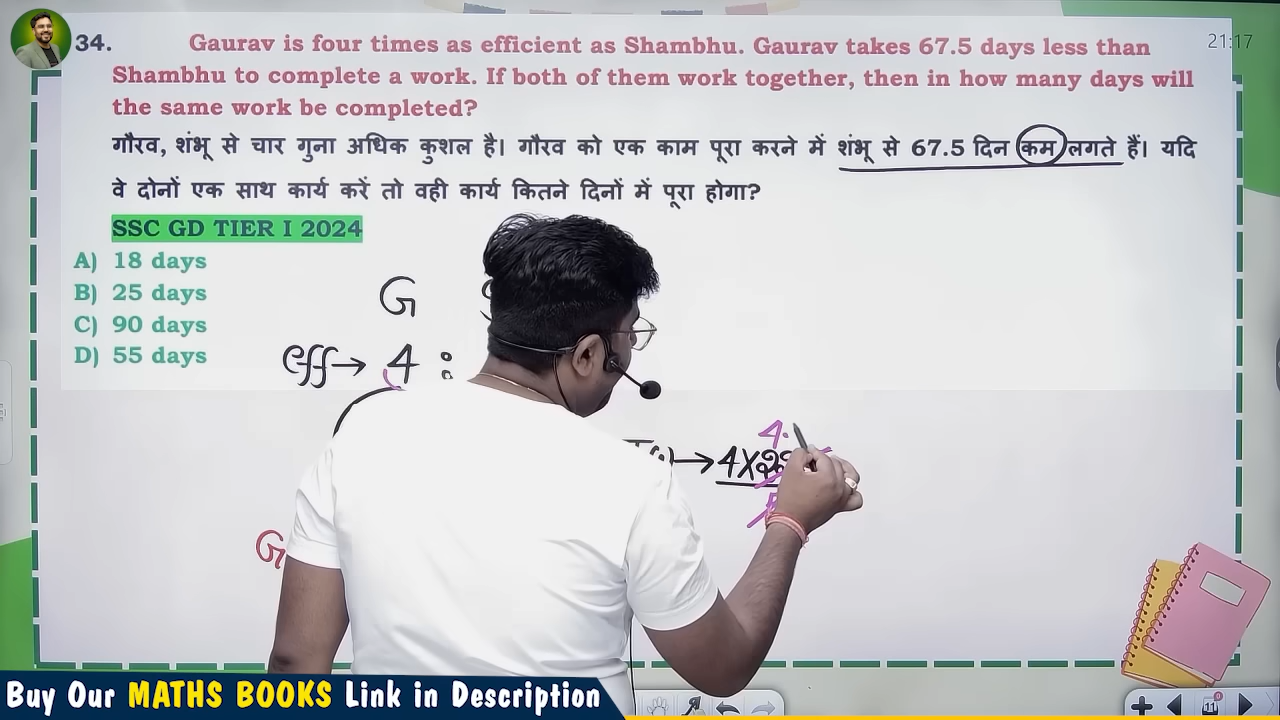 34. Gaurav is four times as efficient as Shambhu. Gaurav takes 67.5 days less than
21:17
Shambhu to complete a work. If both of them work together, then in how many days will
the same work be completed?
गौरव, शंभू से चार गुना अधिक कुशल है। गौरव को एक काम पूरा करने में शंभू से 67.5 दिन कम लगते हैं। यदि
वे दोनों एक साथ कार्य करें तो वही कार्य कितने दिनों में पूरा होगा?
SSC GD TIER I 2024
A) 18 days
B) 25 days
C) 90 days
D) 55 days
G
eff→ 4 :
4.
→ 4X2
G
11
Buy Our MATHS BOOKS Link in Description